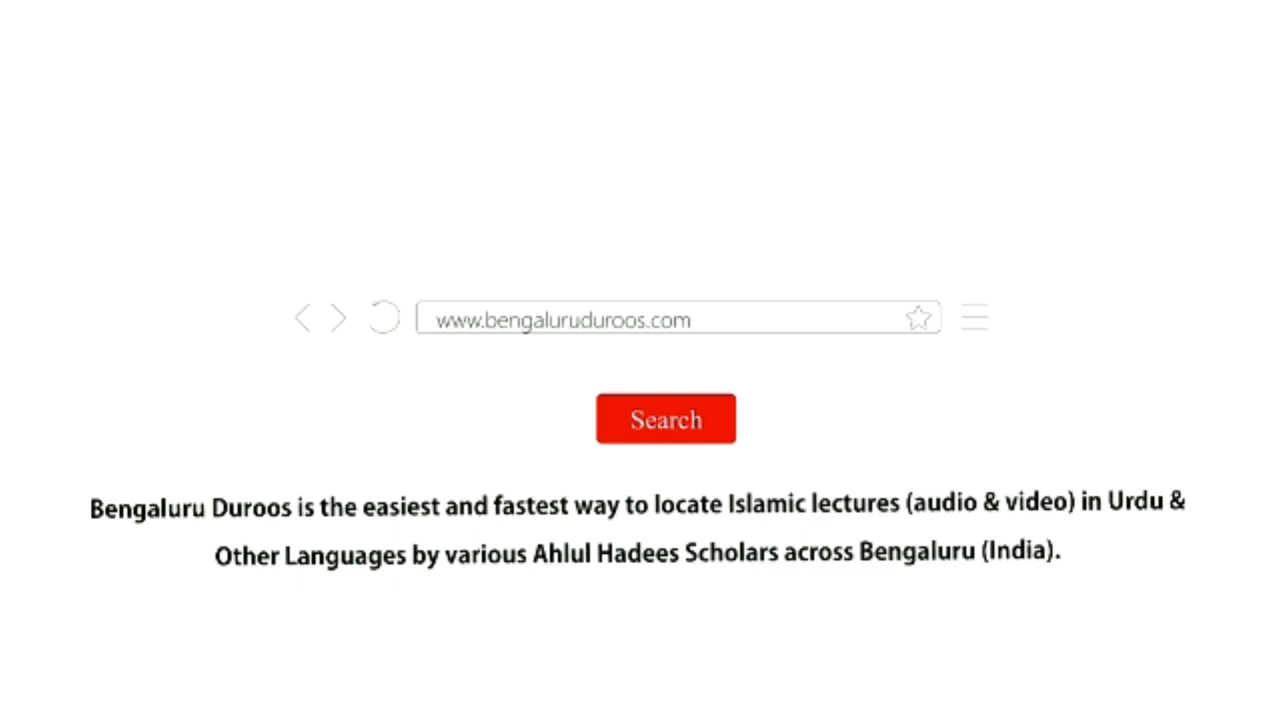 www.bengaluruduroos.com
Search
Bengaluru Duroos is the easiest and fastest way to locate Islamic lectures (audio & video) in Urdu &
Other Languages by various Ahlul Hadees Scholars across Bengaluru (India).